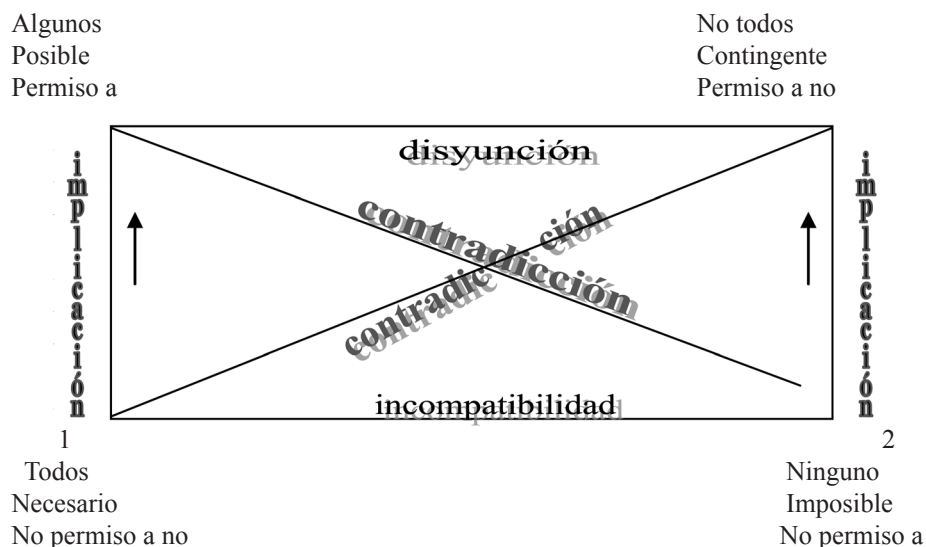 Algunos
Posible
Permiso a
No todos
Contingente
Permiso a no
disyunción
implicación
contradicción
contradicción
implicación
incompatibilidad
1
Todos
Necesario
No permiso a no
2
Ninguno
Imposible
No permiso a